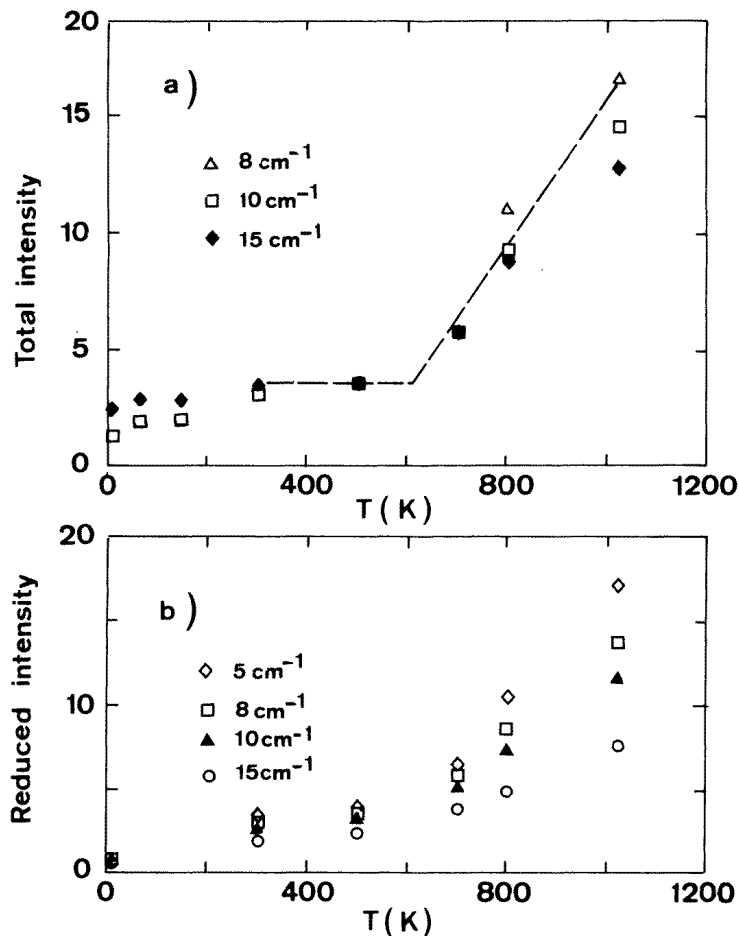 20
15
10
5
0
Total intensity
a)
8 cm⁻¹
10 cm⁻¹
15 cm⁻¹
0 400 800 1200
T(K)
20
10
0
Reduced intensity
b)
5 cm⁻¹
8 cm⁻¹
10 cm⁻¹
15 cm⁻¹
0 400 800 1200
T(K)